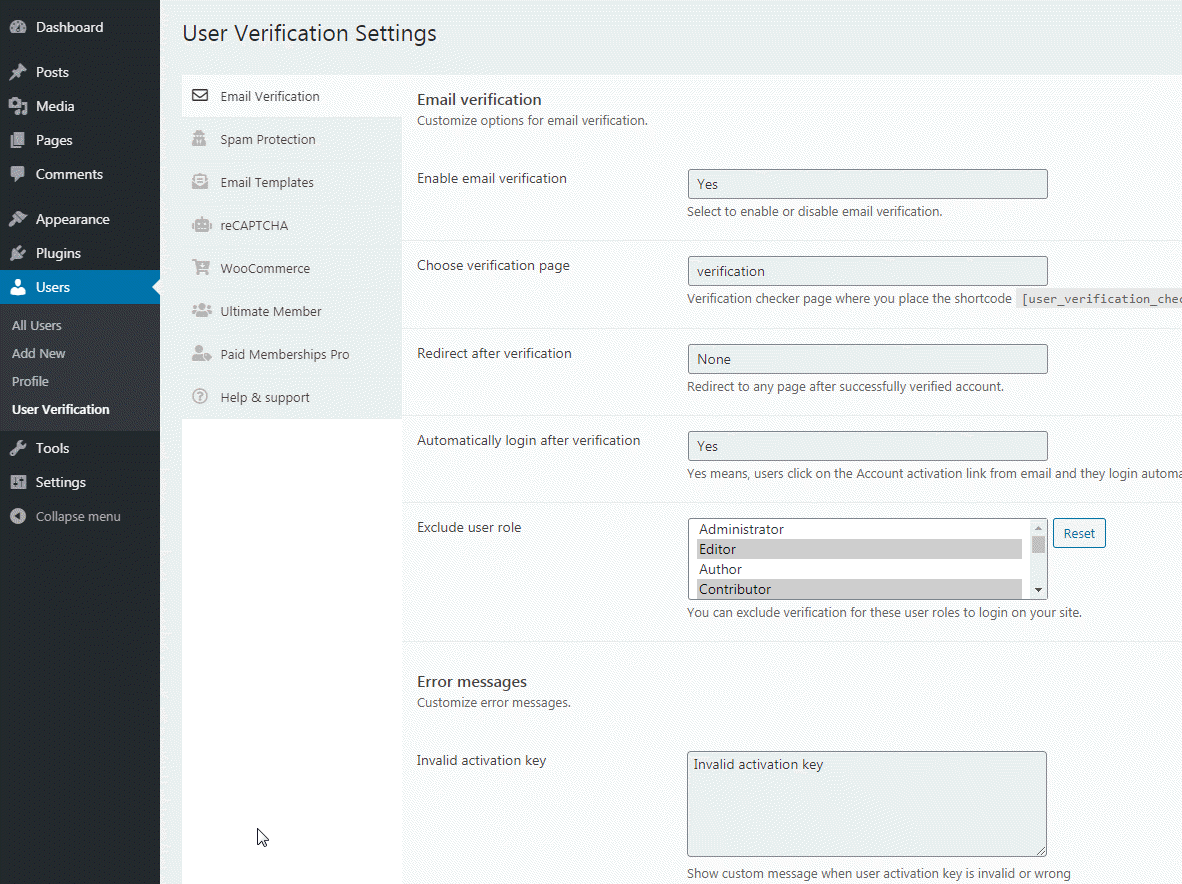 Dashboard
Posts
Media
Pages
Comments
Appearance
Plugins
Users
All Users
Add New
Profile
User Verification
Tools
Settings
Collapse menu
User Verification Settings
Email Verification
Spam Protection
Email Templates
reCAPTCHA
WooCommerce
Ultimate Member
Paid Memberships Pro
Help & support
Email verification
Customize options for email verification.
Enable email verification
Yes
Select to enable or disable email verification.
Choose verification page
verification
Verification checker page where you place the shortcode [user_verification_chec
Redirect after verification
None
Redirect to any page after successfully verified account.
Automatically login after verification
Yes
Yes means, users click on the Account activation link from email and they login automa
Exclude user role
Administrator
Editor
Author
Contributor
Reset
You can exclude verification for these user roles to login on your site.
Error messages
Customize error messages.
Invalid activation key
Invalid activation key
Show custom message when user activation key is invalid or wrong